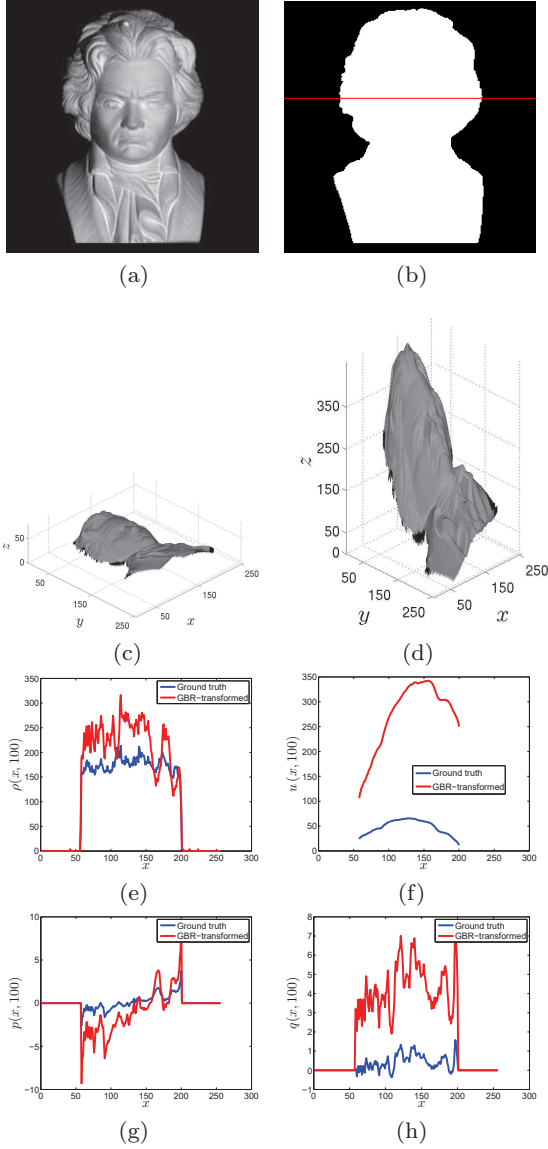 (a)
(b)
z
50
0
50
150
250
y
50
150
250
x
(c)
z
350
250
150
50
0
50
150
250
y
50
150
250
x
(d)
350
300
250
200
150
100
50
0
ρ(x, 100)
Ground truth
GBR−transformed
0
50
100
150
200
250
300
x
(e)
350
300
250
200
150
100
50
0
u (x, 100)
Ground truth
GBR−transformed
0
50
100
150
200
250
300
x
(f)
10
5
0
−5
−10
p(x, 100)
Ground truth
GBR−transformed
0
50
100
150
200
250
300
x
(g)
8
7
6
5
4
3
2
1
0
−1
q(x, 100)
Ground truth
GBR−transformed
0
50
100
150
200
250
300
x
(h)